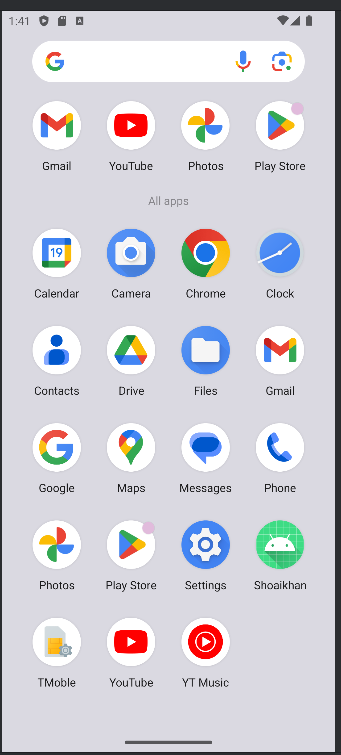 1:41
Gmail YouTube Photos Play Store
All apps
19
Calendar Camera Chrome Clock
Contacts Drive Files Gmail
Google Maps Messages Phone
Photos Play Store Settings Shoaikhan
TMoble YouTube YT Music